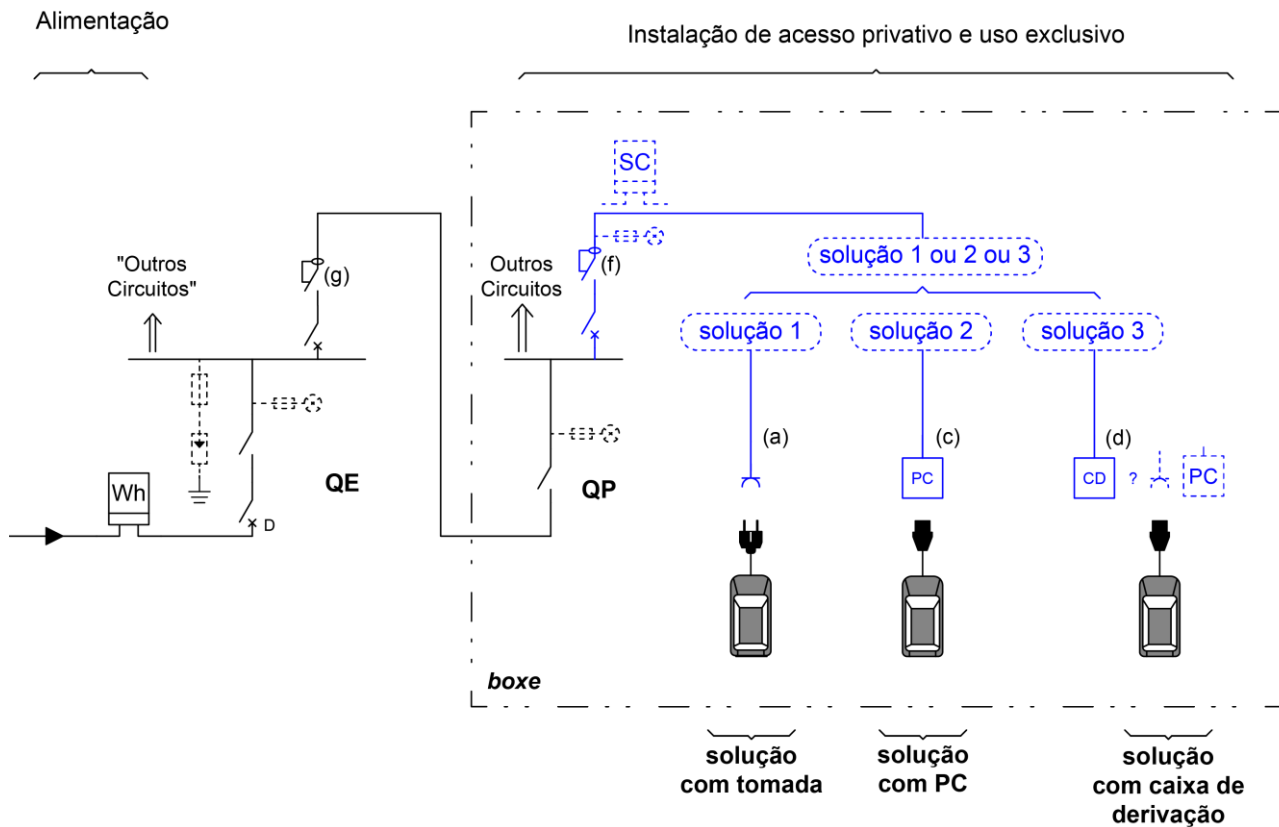 Alimentação
Instalação de acesso privativo e uso exclusivo
SC
"Outros
Circuitos"
(g)
Outros
Circuitos
(f)
solução 1 ou 2 ou 3
solução 1
solução 2
solução 3
(a)
(c)
(d)
Wh
QE
D
QP
PC
CD
?
PC
boxe
solução
com tomada
solução
com PC
solução
com caixa de
derivação